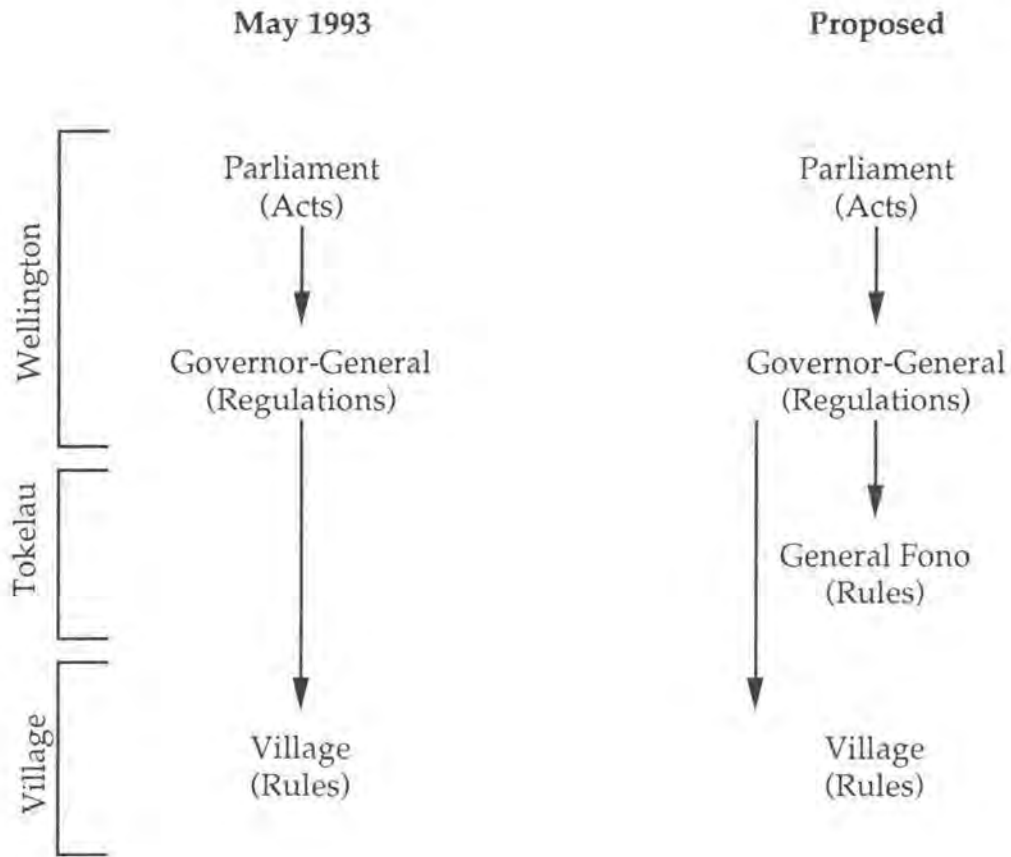 May 1993
Proposed
Wellington
Parliament
(Acts)
Parliament
(Acts)
Governor-General
(Regulations)
Governor-General
(Regulations)
Tokelau
General Fono
(Rules)
Village
Village
(Rules)
Village
(Rules)